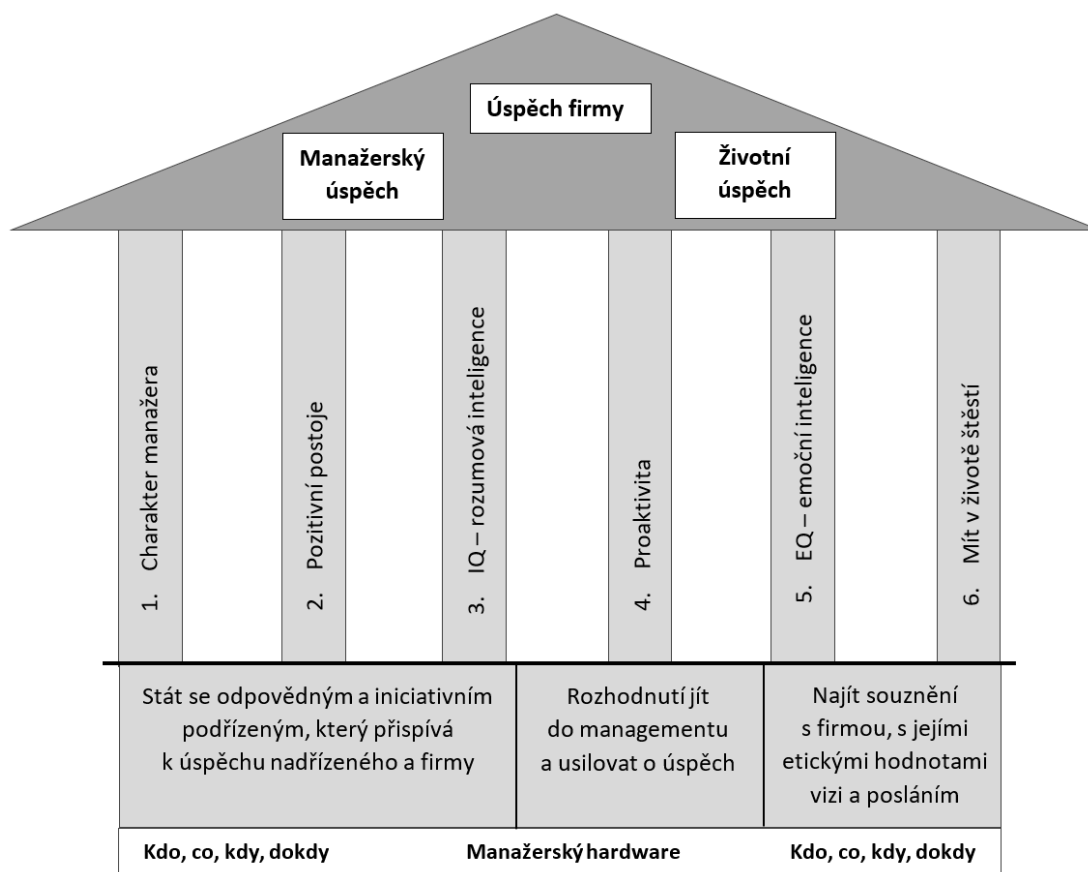 Úspěch firmy
Manažerský
úspěch
Životní
úspěch
1. Charakter manažera
2. Pozitivní postoje
3. IQ – rozumová inteligence
4. Proaktivita
5. EQ – emoční inteligence
6. Mít v životě štěstí
Stát se odpovědným a iniciativním
podřízeným, který přispívá
k úspěchu nadřízeného a firmy
Rozhodnutí jít
do managementu
a usilovat o úspěch
Najít souznění
s firmou, s jejími
etickými hodnotami
vizi a posláním
Kdo, co, kdy, dokdy
Manažerský hardware
Kdo, co, kdy, dokdy